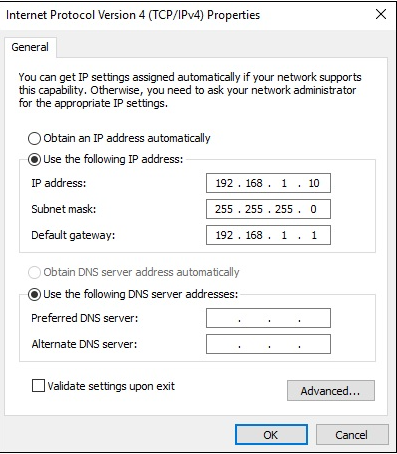 Internet Protocol Version 4 (TCP/IPv4) Properties
General
You can get IP settings assigned automatically if your network supports
this capability. Otherwise, you need to ask your network administrator
for the appropriate IP settings.
Obtain an IP address automatically
Use the following IP address:
IP address: 192 . 168 . 1 . 10
Subnet mask: 255 . 255 . 255 . 0
Default gateway: 192 . 168 . 1 . 1
Obtain DNS server address automatically
Use the following DNS server addresses:
Preferred DNS server: . . .
Alternate DNS server: . . .
Validate settings upon exit
Advanced...
OK Cancel